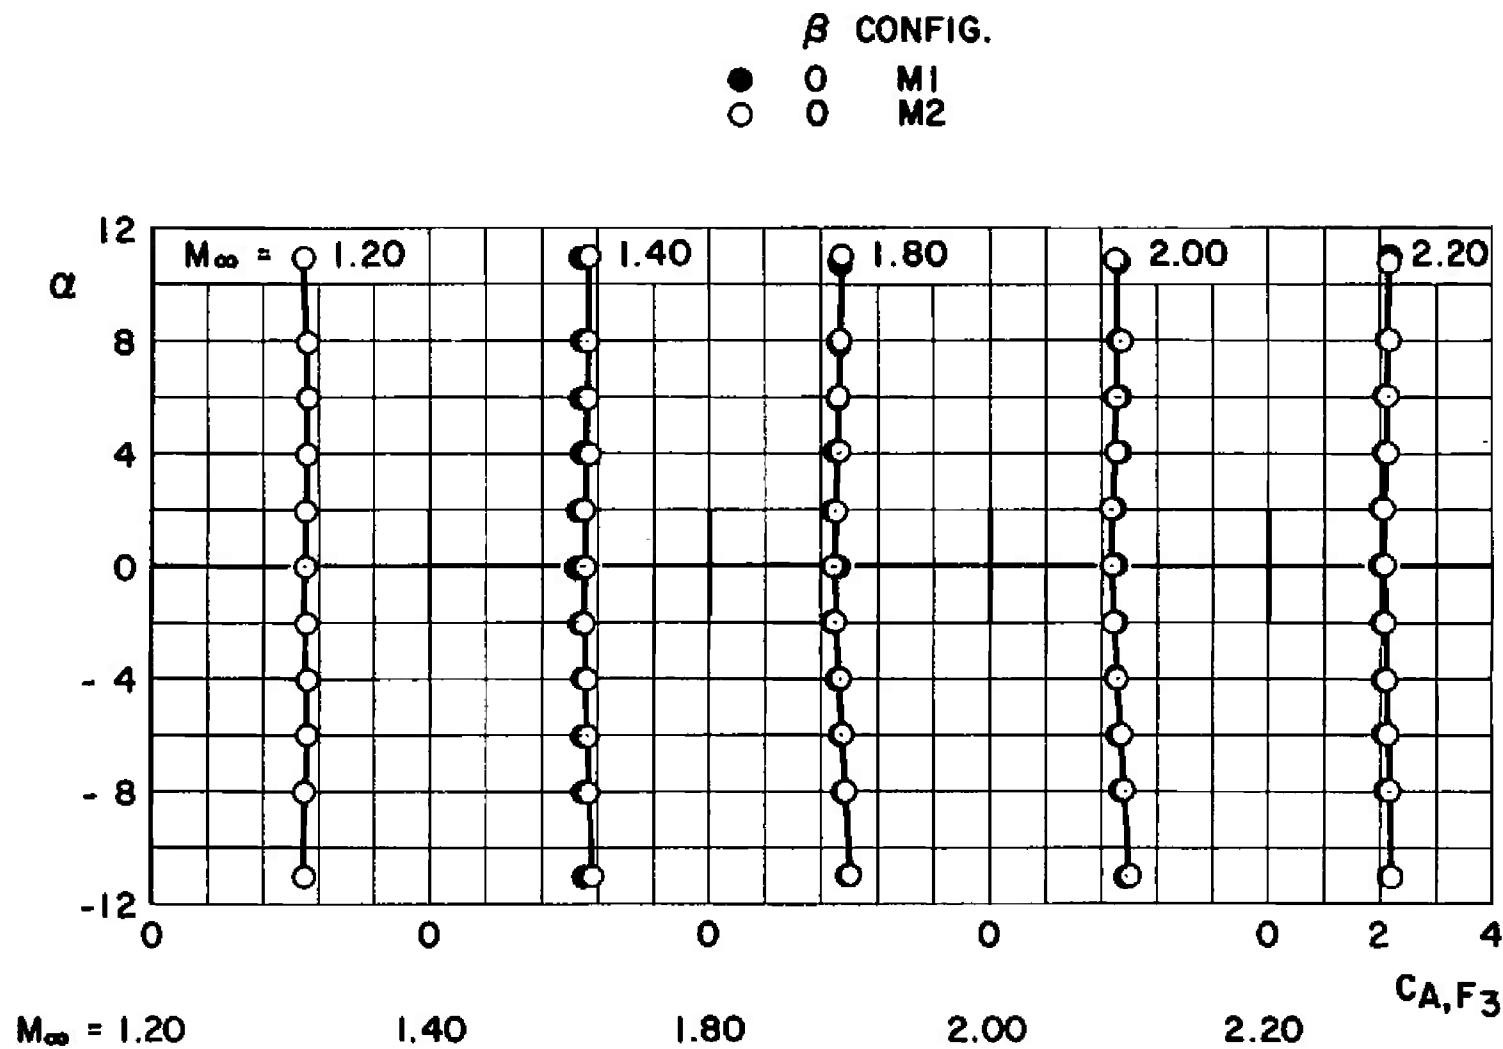 β CONFIG.
● 0 M1
○ 0 M2
12
M∞ = 1.20 1.40 1.80 2.00 2.20
α
8
4
0
- 4
- 8
-12
0 0 0 0 0 2 4
CA,F3
M∞ = 1.20 1.40 1.80 2.00 2.20